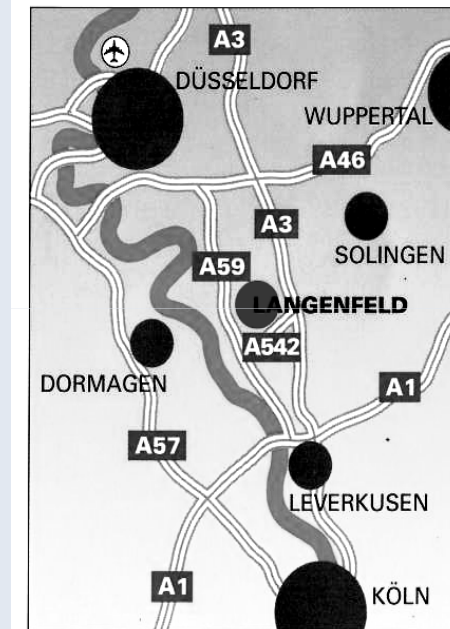 A3
DÜSSELDORF
WUPPERTAL
A46
A3
SOLINGEN
A59
LANGENFELD
A542
DORMAGEN
A1
A57
LEVERKUSEN
A1
KÖLN